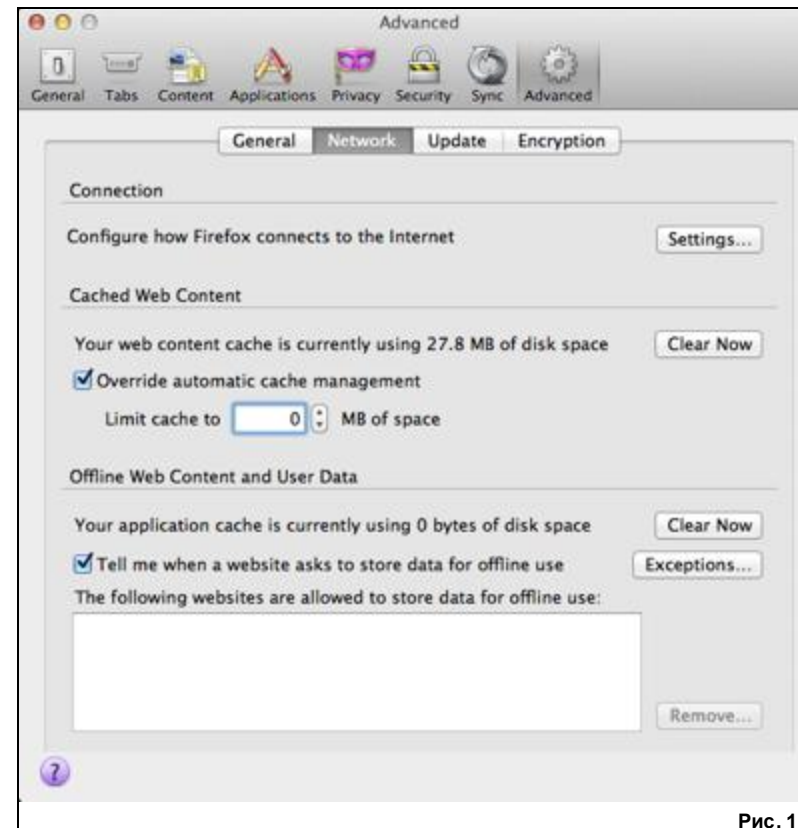 Advanced
General Tabs Content Applications Privacy Security Sync Advanced
General Network Update Encryption
Connection
Configure how Firefox connects to the Internet Settings...
Cached Web Content
Your web content cache is currently using 27.8 MB of disk space Clear Now
Override automatic cache management
Limit cache to 0 MB of space
Offline Web Content and User Data
Your application cache is currently using 0 bytes of disk space Clear Now
Tell me when a website asks to store data for offline use Exceptions...
The following websites are allowed to store data for offline use:
Remove...
?
Рис. 1